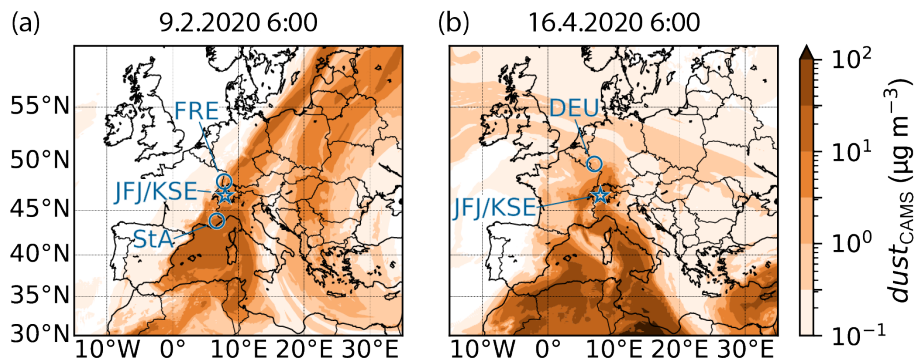 (a) 9.2.2020 6:00
(b) 16.4.2020 6:00
FRE
JFJ/KSE
StA
DEU
JFJ/KSE
55°N
50°N
45°N
40°N
35°N
30°N
10°W 0° 10°E 20°E 30°E
10°W 0° 10°E 20°E 30°E
10²
10¹
10⁰
10⁻¹
dust_CAMS (µg m⁻³)